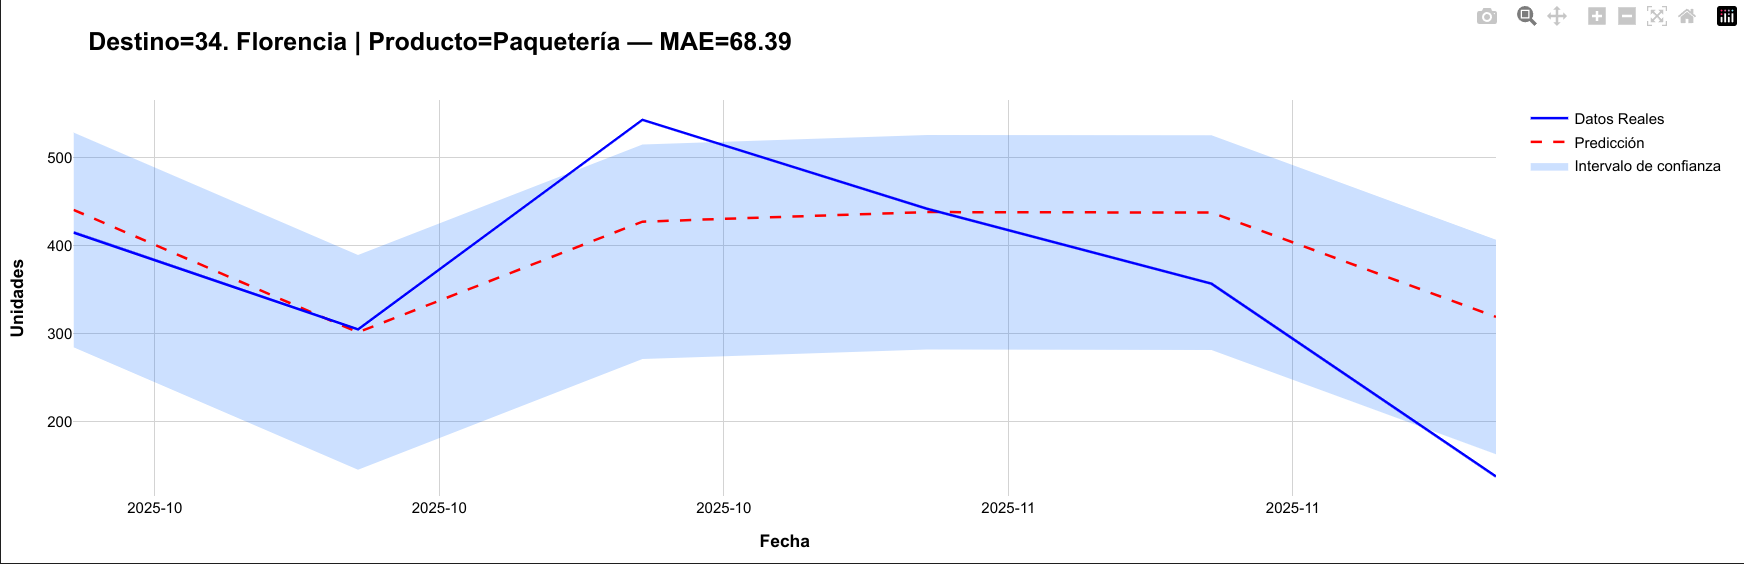 Destino=34. Florencia | Producto=Paquetería — MAE=68.39
Datos Reales
Predicción
Intervalo de confianza
Unidades
500
400
300
200
2025-10
2025-10
2025-10
2025-11
2025-11
Fecha